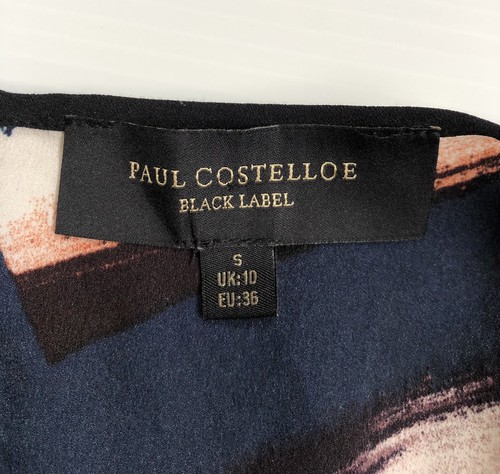 PAUL COSTELLOE
BLACK LABEL
S
UK:10
EU:36